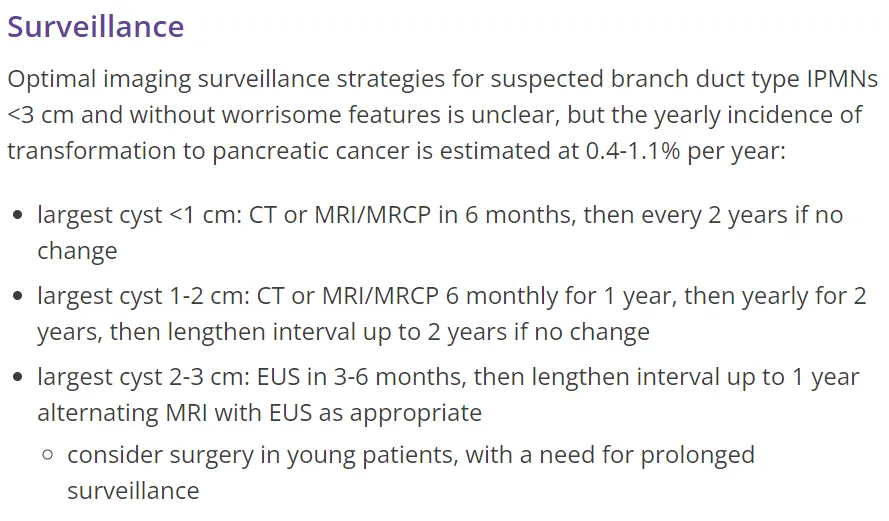 Surveillance
Optimal imaging surveillance strategies for suspected branch duct type IPMNs
<3 cm and without worrisome features is unclear, but the yearly incidence of
transformation to pancreatic cancer is estimated at 0.4-1.1% per year:
• largest cyst <1 cm: CT or MRI/MRCP in 6 months, then every 2 years if no
change
• largest cyst 1-2 cm: CT or MRI/MRCP 6 monthly for 1 year, then yearly for 2
years, then lengthen interval up to 2 years if no change
• largest cyst 2-3 cm: EUS in 3-6 months, then lengthen interval up to 1 year
alternating MRI with EUS as appropriate
○ consider surgery in young patients, with a need for prolonged
surveillance